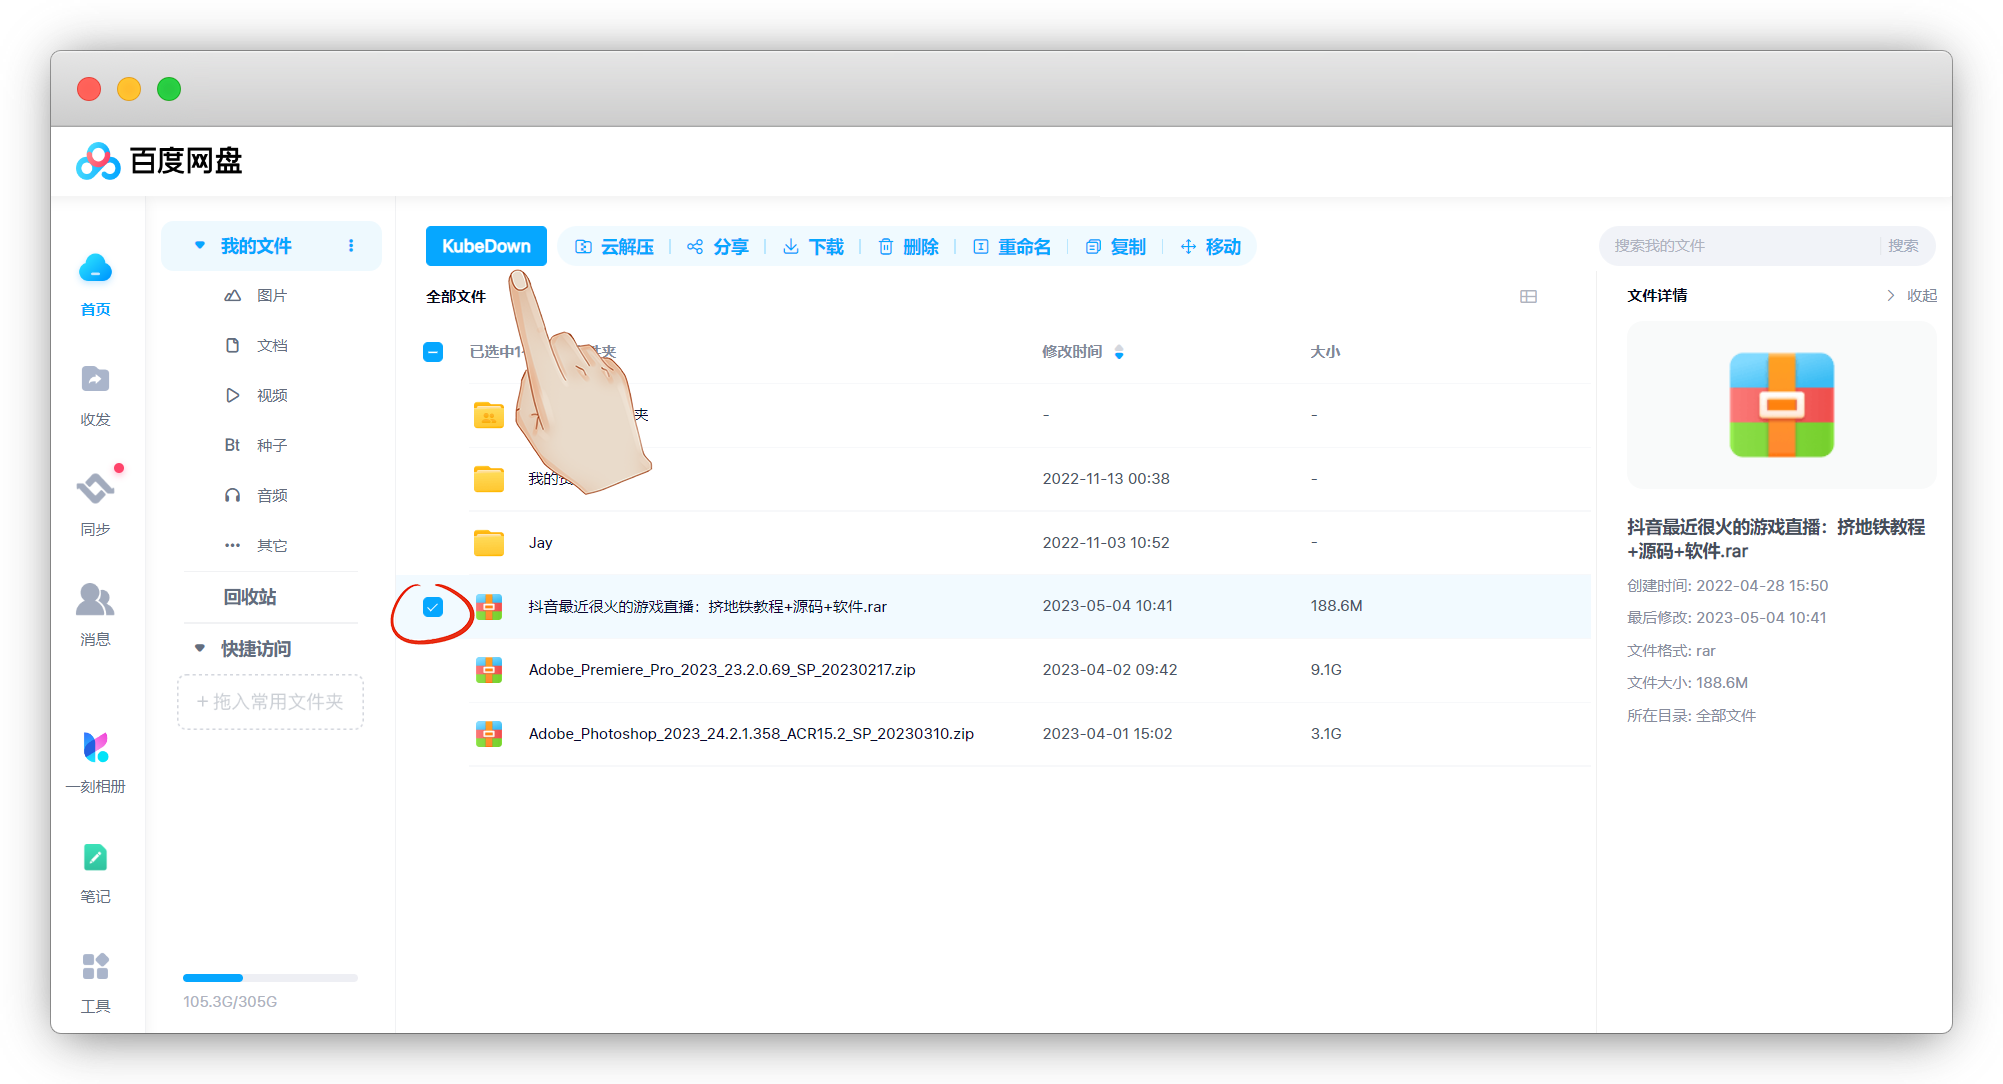 百度网盘
首页
收发
同步
消息
一刻相册
笔记
工具
我的文件
图片
文档
视频
Bt 种子
音频
其它
回收站
快捷访问
+ 拖入常用文件夹
105.3G/305G
KubeDown 云解压 分享 下载 删除 重命名 复制 移动
搜索我的文件 搜索
全部文件
已选中1 件夹 修改时间 大小
夹 - -
我的 2022-11-13 00:38 -
Jay 2022-11-03 10:52 -
抖音最近很火的游戏直播：挤地铁教程+源码+软件.rar 2023-05-04 10:41 188.6M
Adobe_Premiere_Pro_2023_23.2.0.69_SP_20230217.zip 2023-04-02 09:42 9.1G
Adobe_Photoshop_2023_24.2.1.358_ACR15.2_SP_20230310.zip 2023-04-01 15:02 3.1G
文件详情 收起
抖音最近很火的游戏直播：挤地铁教程
+源码+软件.rar
创建时间: 2022-04-28 15:50
最后修改: 2023-05-04 10:41
文件格式: rar
文件大小: 188.6M
所在目录: 全部文件